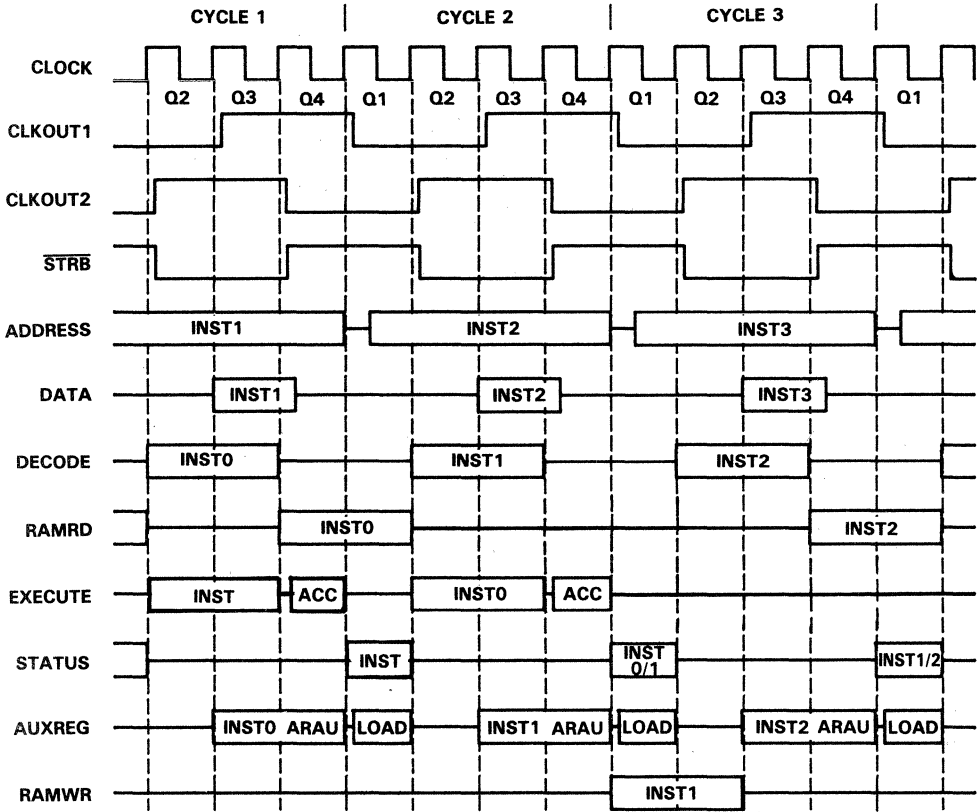 CYCLE 1 CYCLE 2 CYCLE 3
CLOCK
Q2 Q3 Q4 Q1 Q2 Q3 Q4 Q1 Q2 Q3 Q4 Q1
CLKOUT1
CLKOUT2
STRB
ADDRESS INST1 INST2 INST3
DATA INST1 INST2 INST3
DECODE INST0 INST1 INST2
RAMRD INST0 INST2
EXECUTE INST ACC INST0 ACC
STATUS INST INST 0/1 INST1/2
AUXREG INST0 ARAU LOAD INST1 ARAU LOAD INST2 ARAU LOAD
RAMWR INST1